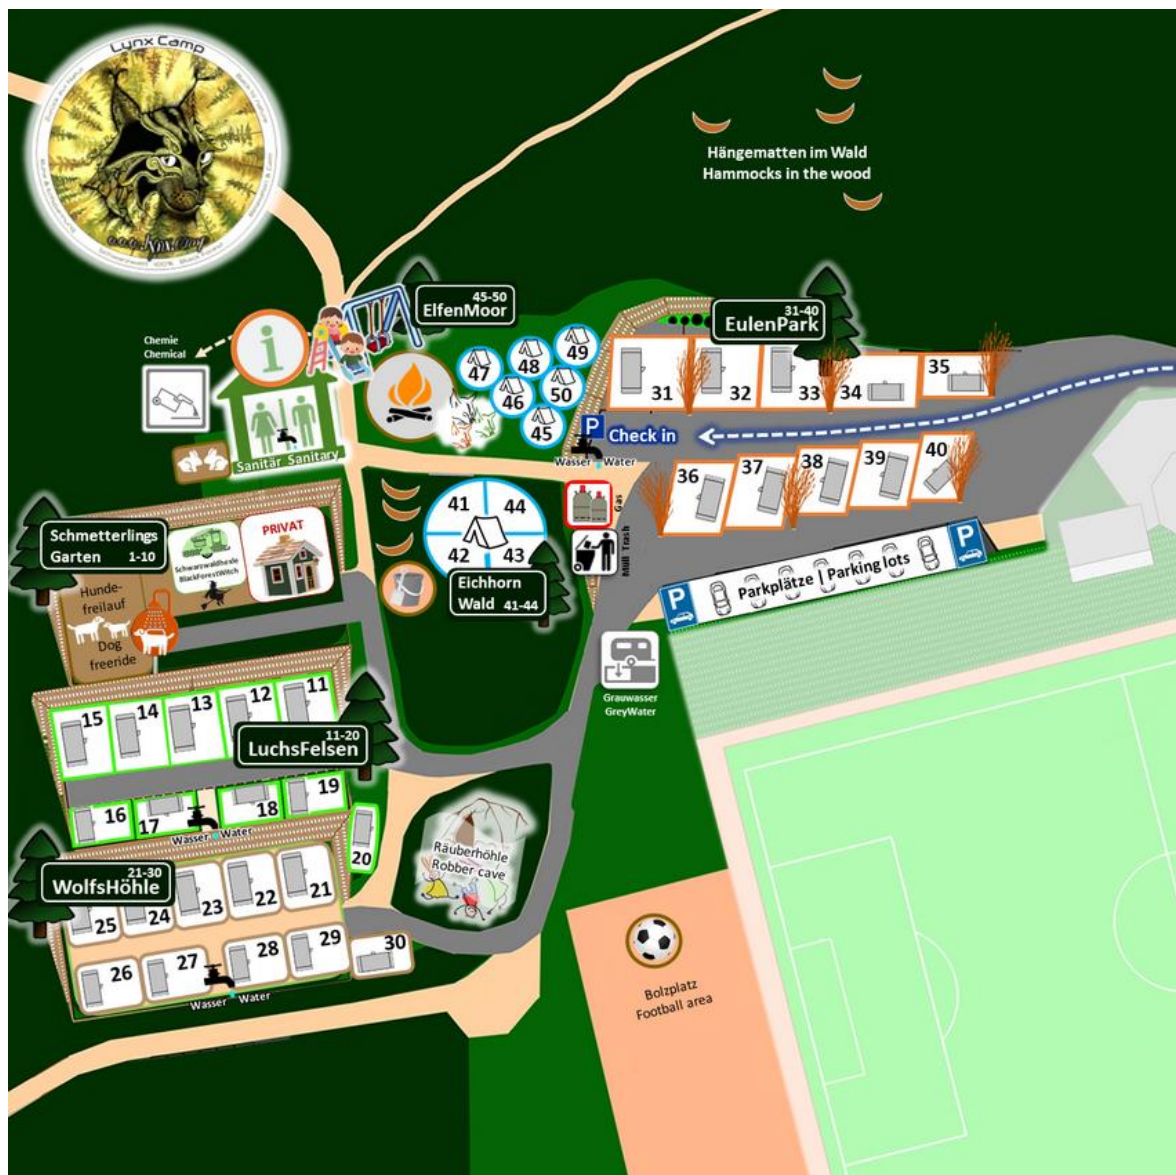 Lynx Camp
Hängematten im Wald
Hammocks in the wood
45-50
ElfenMoor
31-40
EulenPark
Chemie
Chemical
i
Sanitär Sanitary
47
48
49
46
50
45
P
Check in
Wasser Water
31
32
33
34
35
36
37
38
39
40
Gas
Müll Trash
41
44
42
43
Eichhorn
Wald 41-44
P
Parkplätze | Parking lots
P
Schmetterlings
Garten 1-10
Schwarzwaldhexle
BlackForestWitch
PRIVAT
Hunde-
freilauf
Dog
freeride
Grauwasser
GreyWater
15
14
13
12
11
11-20
LuchsFelsen
16
17
18
19
20
Wasser Water
Räuberhöhle
Robber cave
21-30
WolfsHöhle
25
24
23
22
21
26
27
28
29
30
Wasser Water
Bolzplatz
Football area